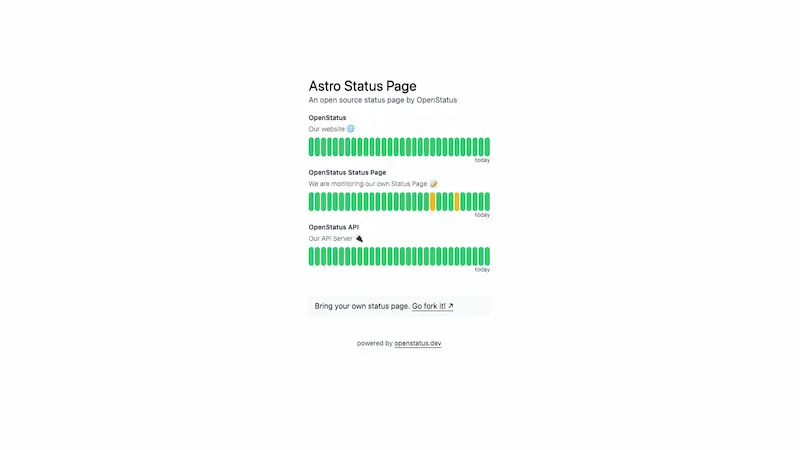 Astro Status Page
An open source status page by OpenStatus
OpenStatus
Our website 🌐
today
OpenStatus Status Page
We are monitoring our own Status Page 📝
today
OpenStatus API
Our API Server 🔌
today
Bring your own status page. Go fork it! ↗
powered by openstatus.dev